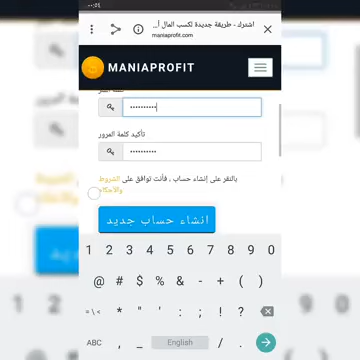 اشترك - طريقة جديدة لكسب المال أ...
maniaprofit.com
MANIAPROFIT
••••••••••
تأكيد كلمة المرور
••••••••••
بالنقر على إنشاء حساب ، فأنت توافق على الشروط
والأحكام
انشاء حساب جديد
1 2 3 4 5 6 7 8 9 0
@ # $ % & - + ( )
= \ < * " ' : ; ! ?
ABC , _ English / .